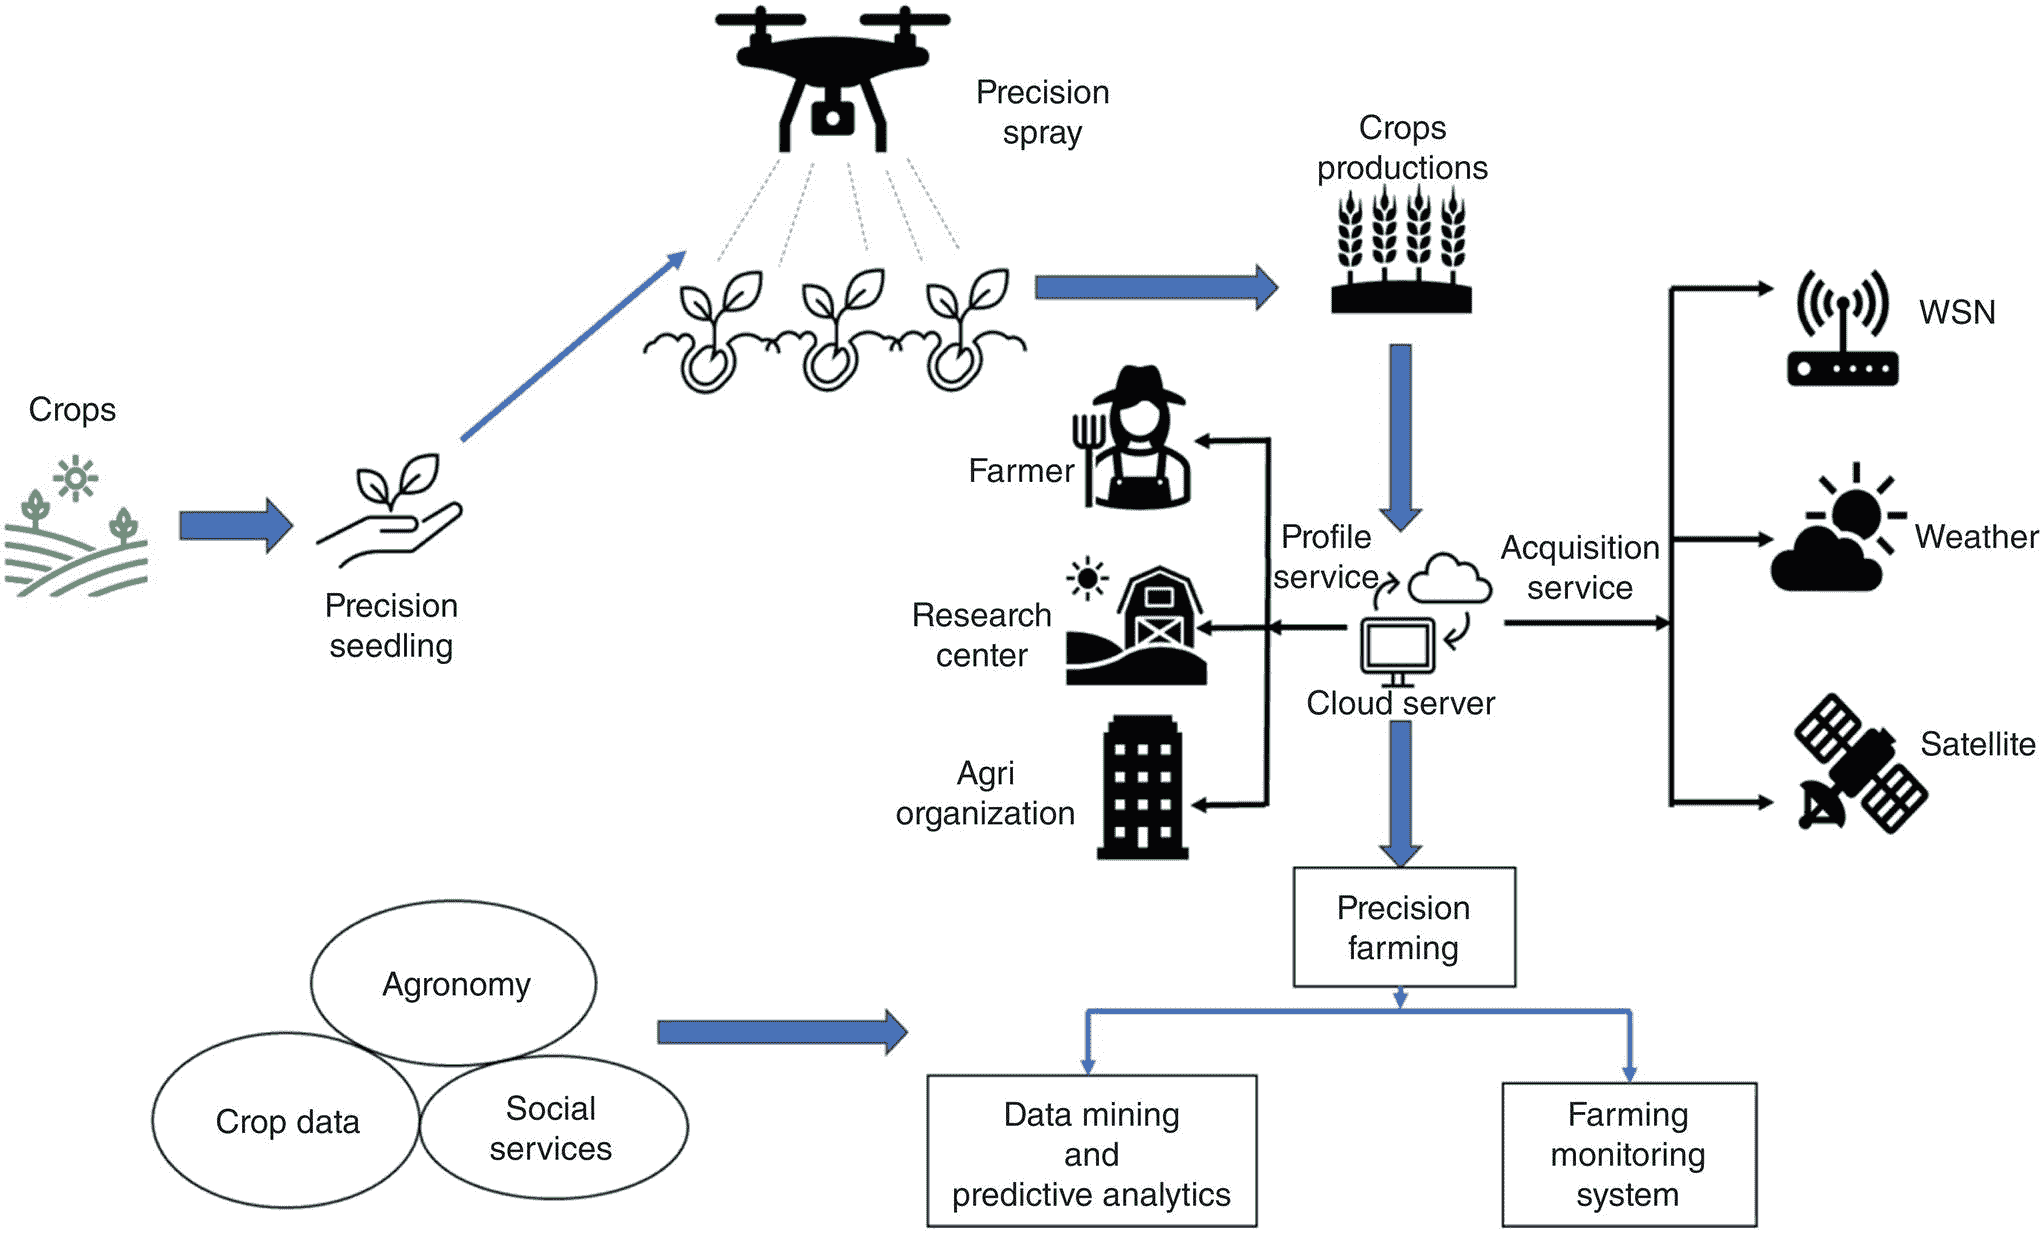 Precision
spray
Crops
productions
WSN
Crops
Farmer
Profile
service
Acquisition
service
Weather
Precision
seedling
Research
center
Cloud server
Satellite
Agri
organization
Precision
farming
Agronomy
Crop data
Social
services
Data mining
and
predictive analytics
Farming
monitoring
system